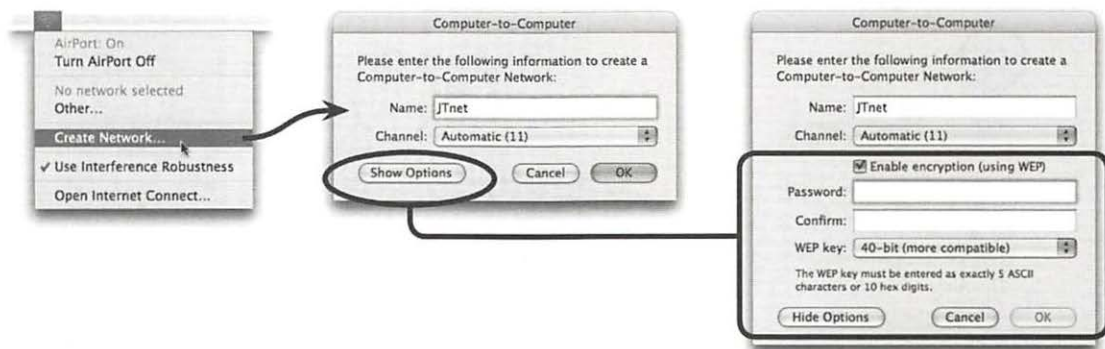 AirPort: On
Turn AirPort Off
No network selected
Other...
Create Network...
✓ Use Interference Robustness
Open Internet Connect...
Computer-to-Computer
Please enter the following information to create a
Computer-to-Computer Network:
Name: JTnet
Channel: Automatic (11)
Show Options
Cancel
OK
Computer-to-Computer
Please enter the following information to create a
Computer-to-Computer Network:
Name: JTnet
Channel: Automatic (11)
Enable encryption (using WEP)
Password:
Confirm:
WEP key: 40-bit (more compatible)
The WEP key must be entered as exactly 5 ASCII
characters or 10 hex digits.
Hide Options
Cancel
OK